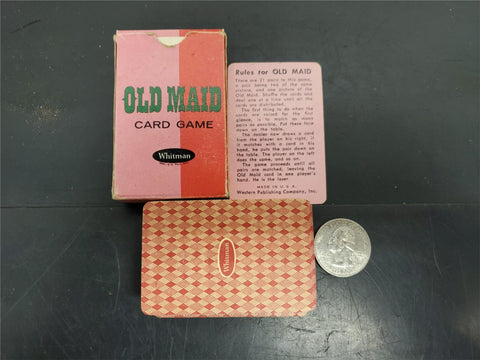 OLD MAID
CARD GAME
Whitman
Rules for OLD MAID
There are 21 pairs to this game,
a pair being two of the same
picture, and one picture of the
Old Maid. Shuffle the cards and
deal one at a time until all the
cards are distributed.
The first thing to do when the
cards are raised for the first
glance, is to match as many
pairs as possible. Put these face
down on the table.
The dealer now draws a card
from the player on his right, if
it matches with a card in his
hand, he puts the pair down on
the table. The player on the left
does the same, and so on.
The game proceeds until all
pairs are matched, leaving the
Old Maid card in one player's
hand. He is the loser.
MADE IN U.S.A.
Western Publishing Company, Inc.
Whitman